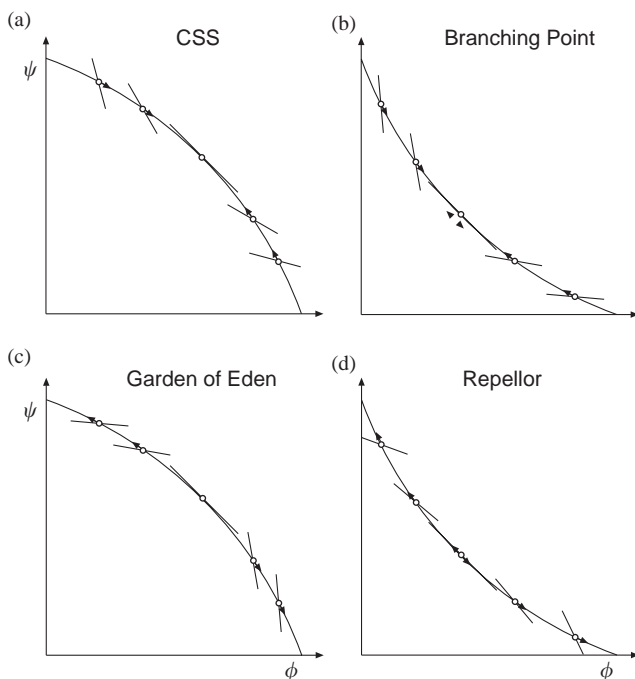 (a)
CSS
ψ
(b)
Branching Point
(c)
Garden of Eden
ψ
ϕ
(d)
Repellor
ϕ